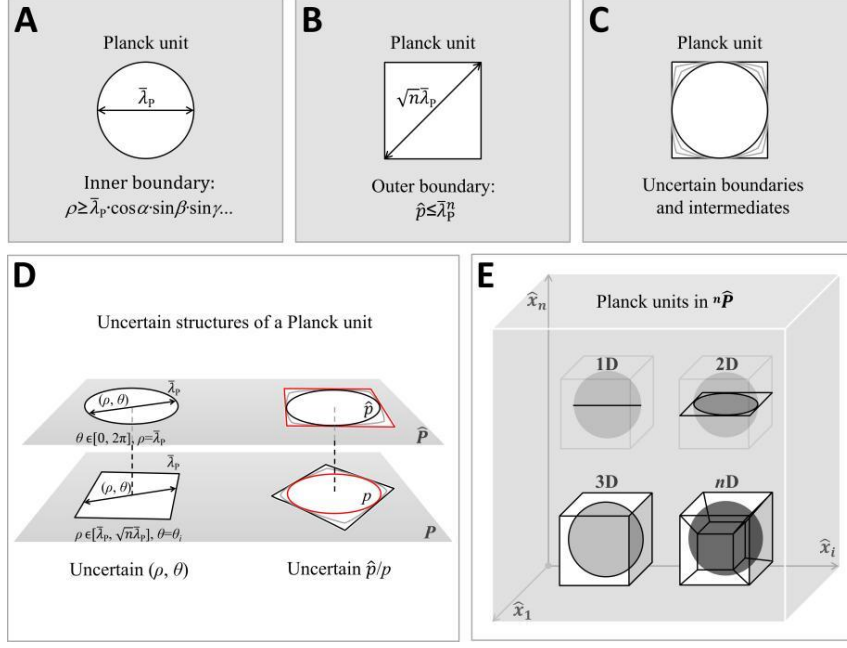 A
Planck unit
λ̄ₚ
Inner boundary:
ρ≥λ̄ₚ·cosα·sinβ·sinγ...
B
Planck unit
√nλ̄ₚ
Outer boundary:
p̂≤λ̄ₚⁿ
C
Planck unit
Uncertain boundaries
and intermediates
D
Uncertain structures of a Planck unit
λ̄ₚ
(ρ, θ)
θ ϵ[0, 2π], ρ=λ̄ₚ
p̂
P̂
λ̄ₚ
(ρ, θ)
ρ ϵ[λ̄ₚ, √nλ̄ₚ], θ=θᵢ
p
P
Uncertain (ρ, θ)
Uncertain p̂/p
E
x̂ₙ
Planck units in ⁿP̂
1D
2D
3D
nD
x̂ᵢ
x̂₁